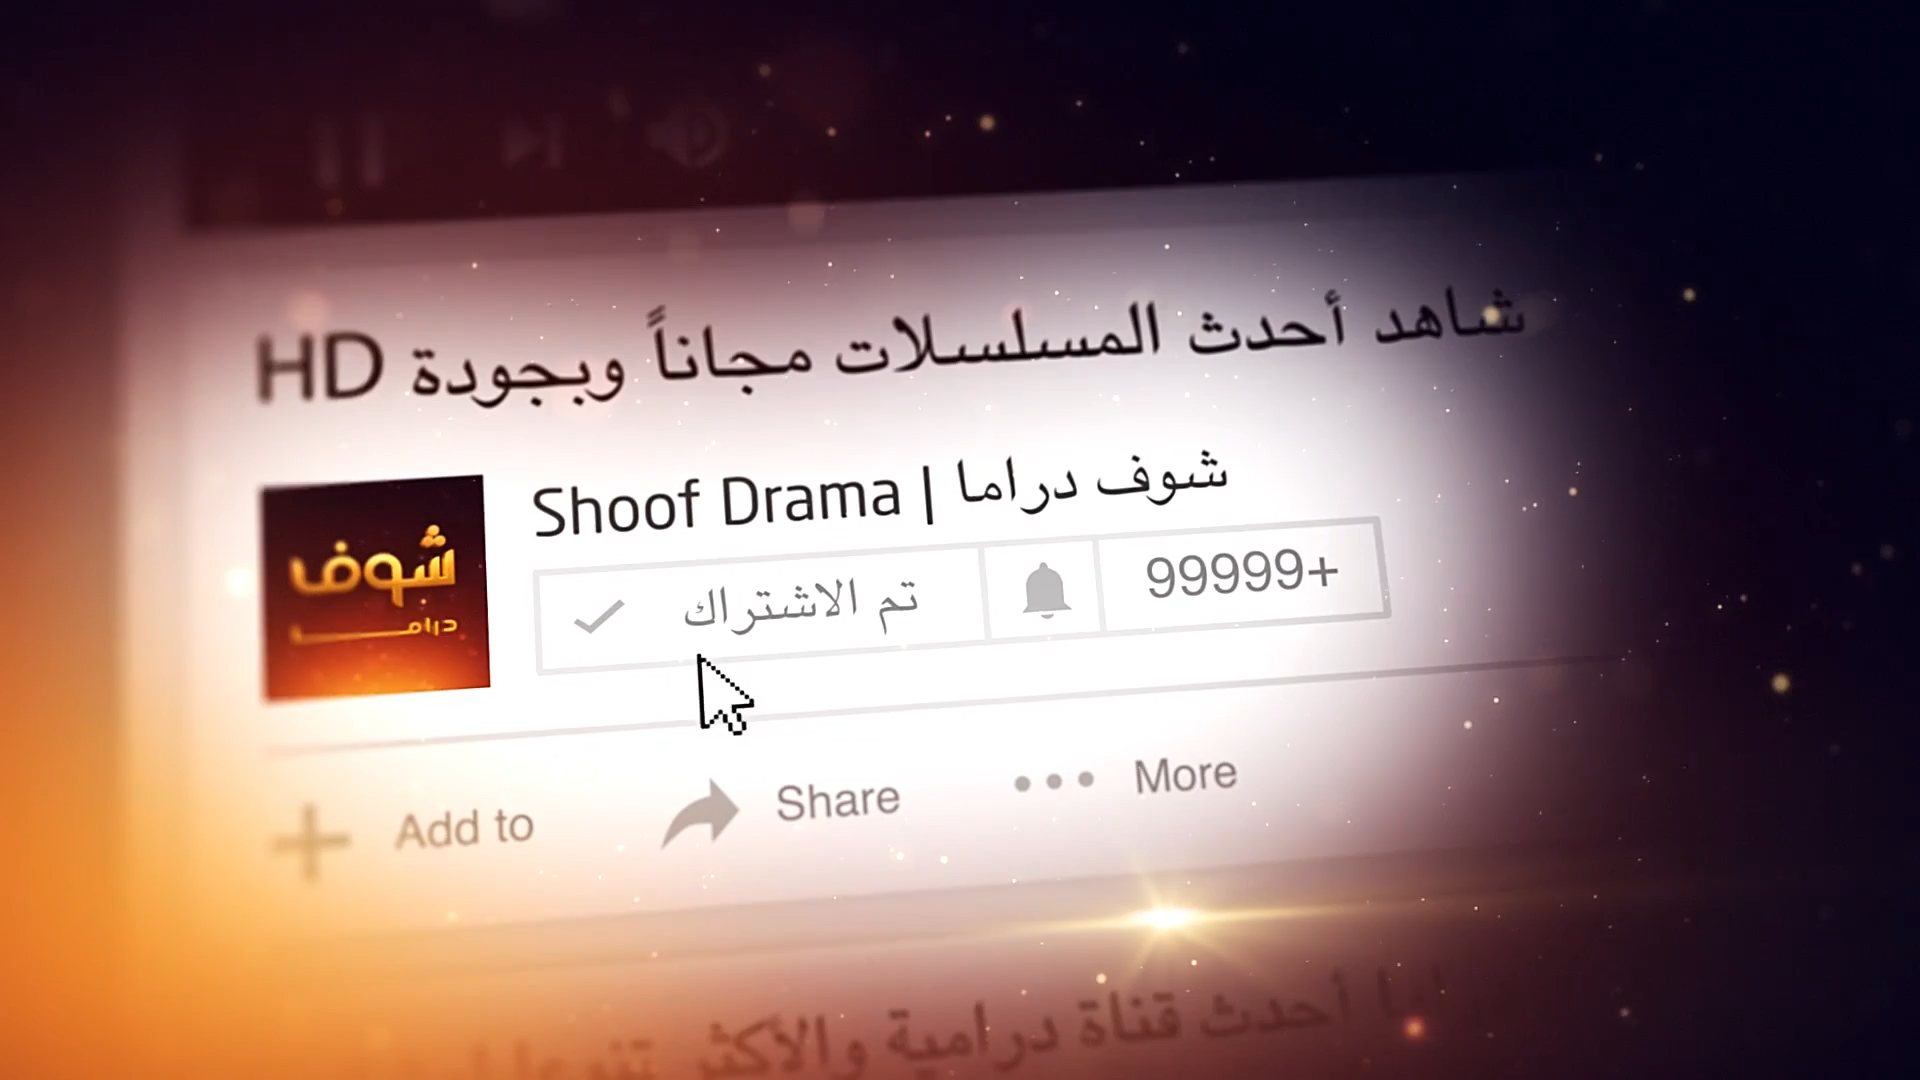 شاهد أحدث المسلسلات مجاناً وبجودة HD
شوف
دراما
Shoof Drama | شوف دراما
تم الاشتراك
99999+
Add to
Share
More
أحدث قناة درامية والأكثر تنوعا